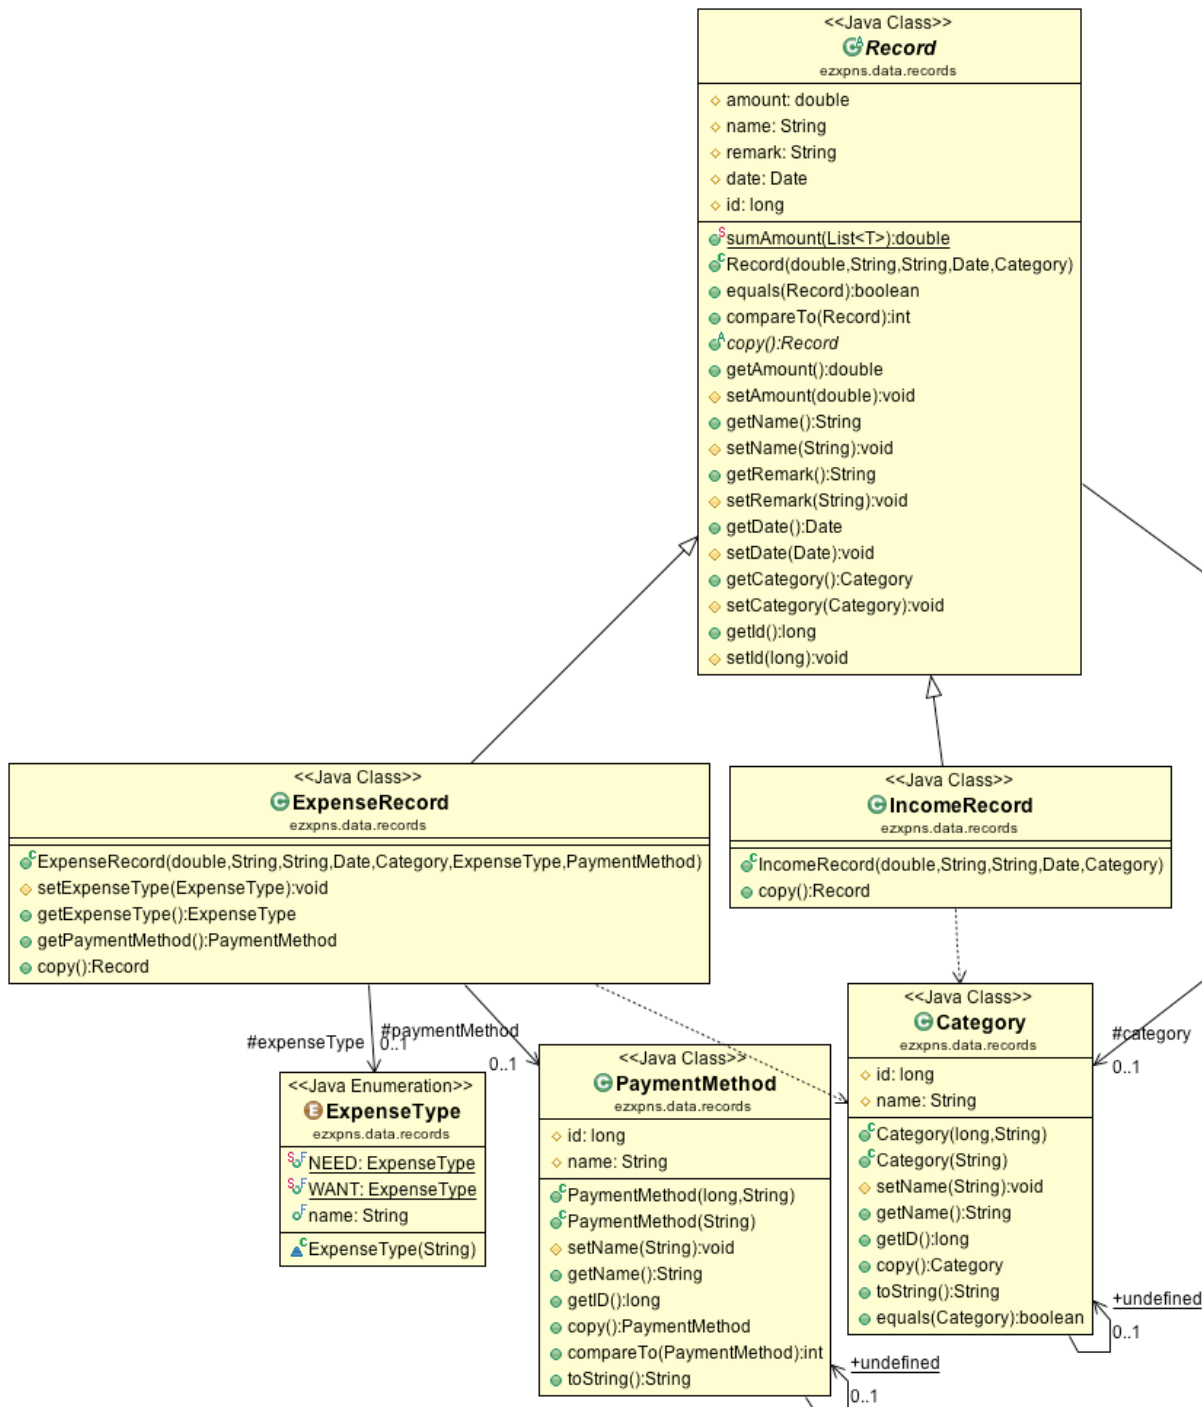 <<Java Class>>
Record
ezxpns.data.records
amount: double
name: String
remark: String
date: Date
id: long
sumAmount(List<T>):double
Record(double,String,String,Date,Category)
equals(Record):boolean
compareTo(Record):int
copy():Record
getAmount():double
setAmount(double):void
getName():String
setName(String):void
getRemark():String
setRemark(String):void
getDate():Date
setDate(Date):void
getCategory():Category
setCategory(Category):void
getId():long
setId(long):void
<<Java Class>>
ExpenseRecord
ezxpns.data.records
ExpenseRecord(double,String,String,Date,Category,ExpenseType,PaymentMethod)
setExpenseType(ExpenseType):void
getExpenseType():ExpenseType
getPaymentMethod():PaymentMethod
copy():Record
<<Java Class>>
IncomeRecord
ezxpns.data.records
IncomeRecord(double,String,String,Date,Category)
copy():Record
#expenseType
0..1
#paymentMethod
0..1
#category
0..1
<<Java Enumeration>>
ExpenseType
ezxpns.data.records
NEED: ExpenseType
WANT: ExpenseType
name: String
ExpenseType(String)
<<Java Class>>
PaymentMethod
ezxpns.data.records
id: long
name: String
PaymentMethod(long,String)
PaymentMethod(String)
setName(String):void
getName():String
getID():long
copy():PaymentMethod
compareTo(PaymentMethod):int
toString():String
+undefined
0..1
<<Java Class>>
Category
ezxpns.data.records
id: long
name: String
Category(long,String)
Category(String)
setName(String):void
getName():String
getID():long
copy():Category
toString():String
equals(Category):boolean
+undefined
0..1